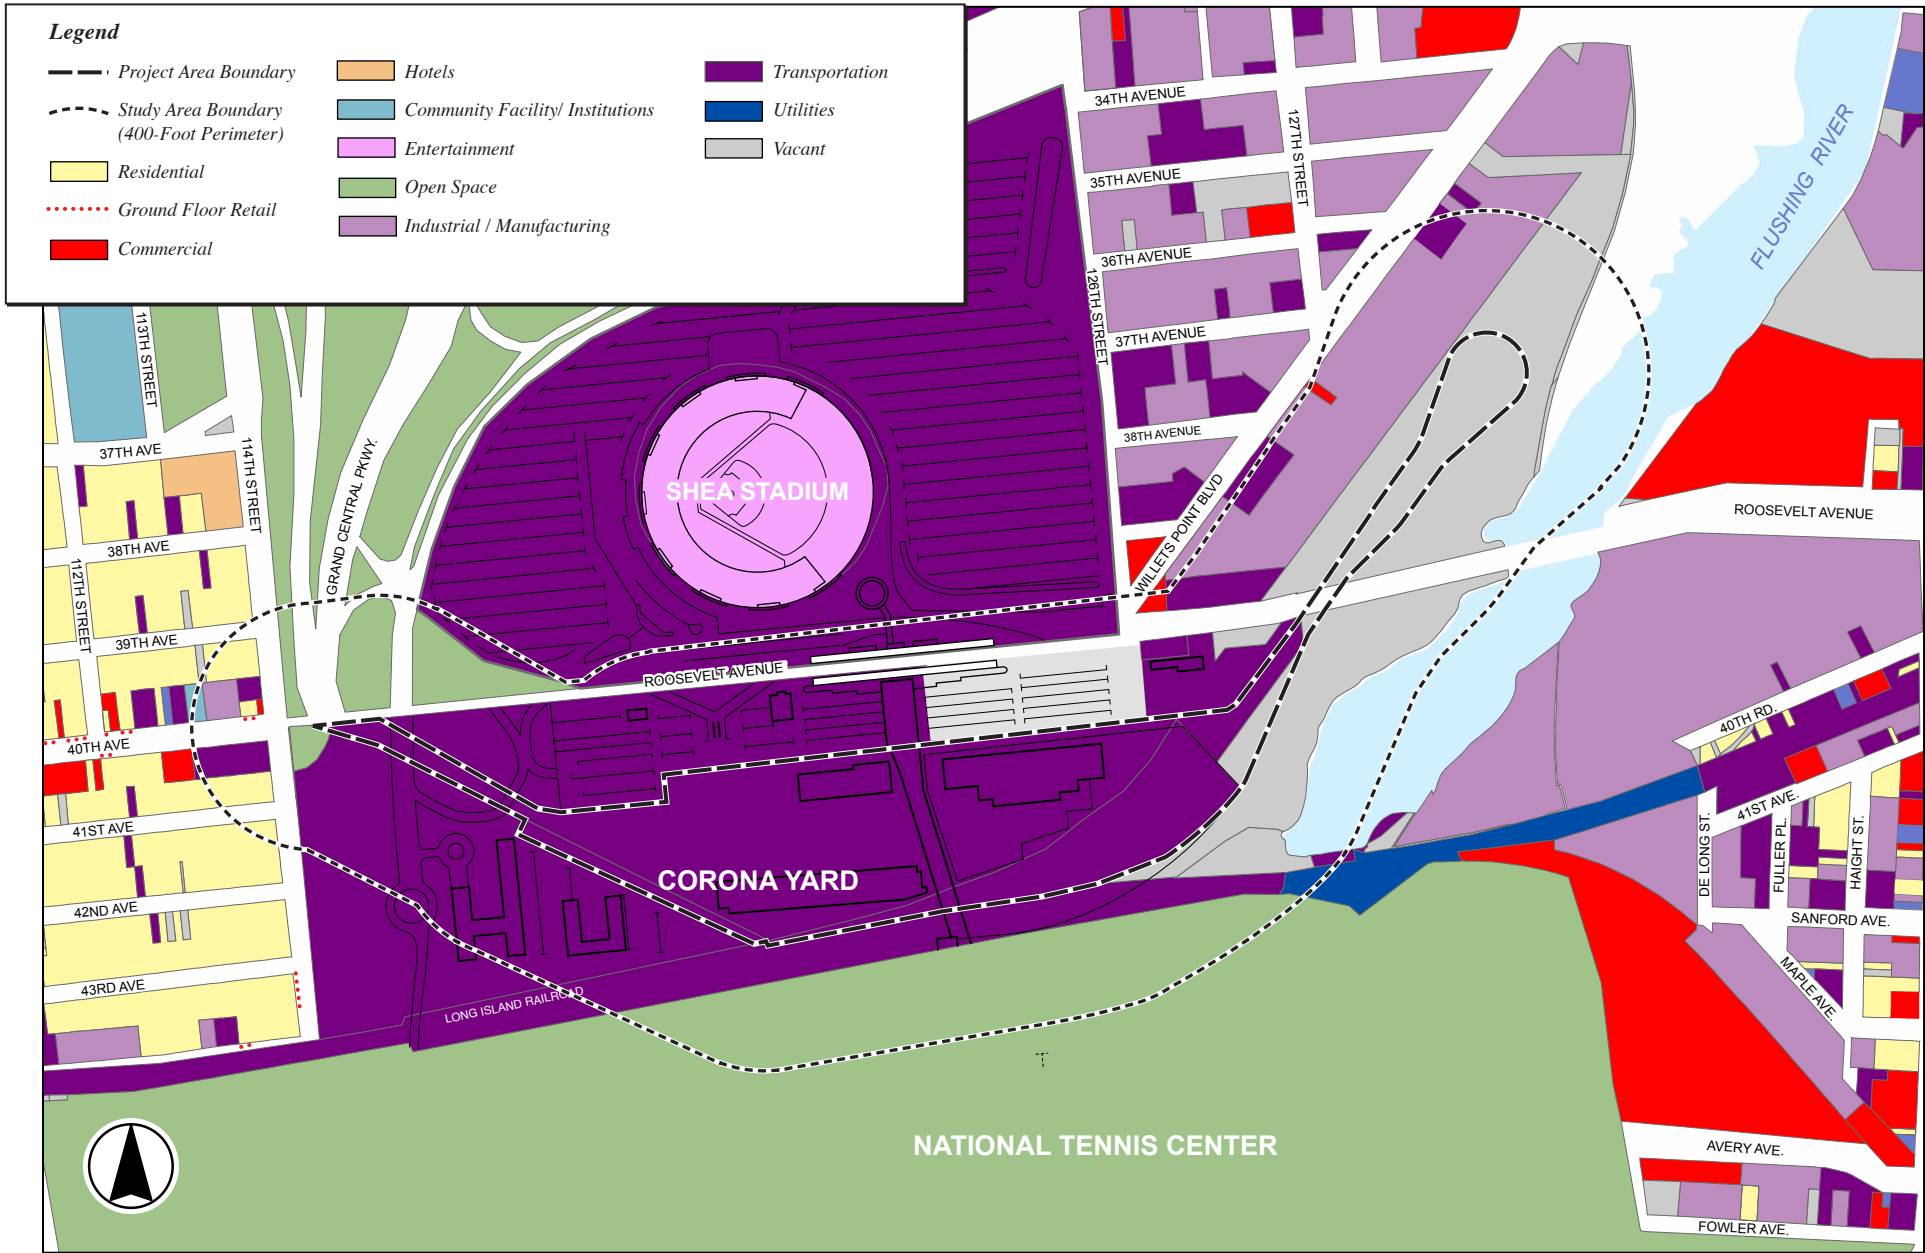 Legend
Project Area Boundary
Study Area Boundary
(400-Foot Perimeter)
Residential
Ground Floor Retail
Commercial
Hotels
Community Facility/ Institutions
Entertainment
Open Space
Industrial / Manufacturing
Transportation
Utilities
Vacant
34TH AVENUE
127TH STREET
35TH AVENUE
36TH AVENUE
126TH STREET
37TH AVENUE
38TH AVENUE
WILLETS POINT BLVD
FLUSHING RIVER
113TH STREET
114TH STREET
37TH AVE
GRAND CENTRAL PKWY.
38TH AVE
112TH STREET
39TH AVE
SHEA STADIUM
ROOSEVELT AVENUE
ROOSEVELT AVENUE
40TH AVE
41ST AVE
42ND AVE
43RD AVE
CORONA YARD
LONG ISLAND RAILROAD
40TH RD.
41ST AVE.
DE LONG ST.
FULLER PL.
HAIGHT ST.
SANFORD AVE.
MAPLE AVE.
NATIONAL TENNIS CENTER
AVERY AVE.
FOWLER AVE.